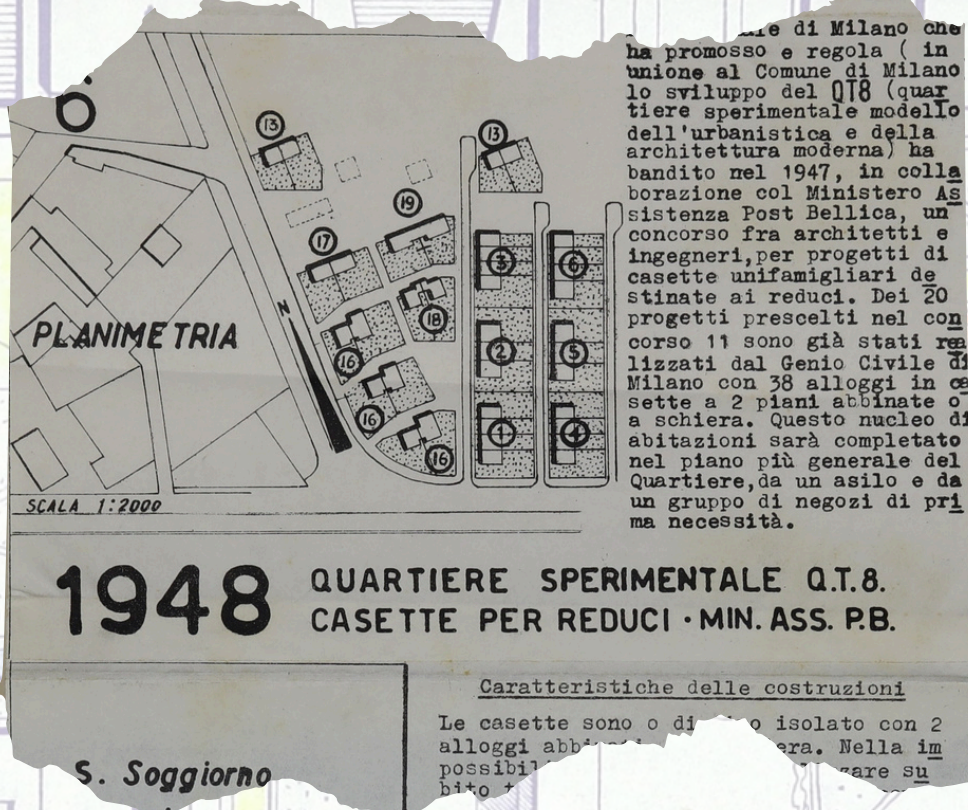 6
13
13
19
17
18
16
16
16
3
6
2
5
1
4
N
PLANIMETRIA
SCALA 1:2000
di Milano che
ha promosso e regola ( in
unione al Comune di Milano
lo sviluppo del QT8 (quar
tiere sperimentale modello
dell'urbanistica e della
architettura moderna) ha
bandito nel 1947, in colla
borazione col Ministero As
sistenza Post Bellica, un
concorso fra architetti e
ingegneri,per progetti di
casette unifamigliari de
stinate ai reduci. Dei 20
progetti prescelti nel con
corso 11 sono già stati rea
lizzati dal Genio Civile di
Milano con 38 alloggi in ca
sette a 2 piani abbinate o
a schiera. Questo nucleo di
abitazioni sarà completato
nel piano più generale del
Quartiere,da un asilo e da
un gruppo di negozi di pri
ma necessità.
1948
QUARTIERE SPERIMENTALE Q.T.8.
CASETTE PER REDUCI · MIN. ASS. P.B.
S. Soggiorno
Caratteristiche delle costruzioni
Le casette sono o isolato con 2
alloggi Nella im
su